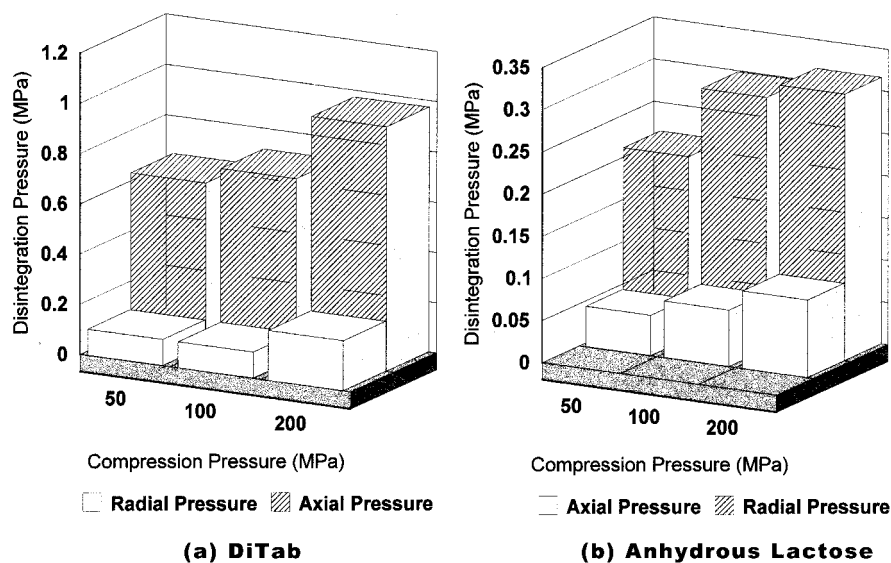 Disintegration Pressure (MPa)
1.2
1
0.8
0.6
0.4
0.2
0
50
100
200
Compression Pressure (MPa)
Radial Pressure Axial Pressure
(a) DiTab
Disintegration Pressure (MPa)
0.35
0.3
0.25
0.2
0.15
0.1
0.05
0
50
100
200
Compression Pressure (MPa)
Axial Pressure Radial Pressure
(b) Anhydrous Lactose